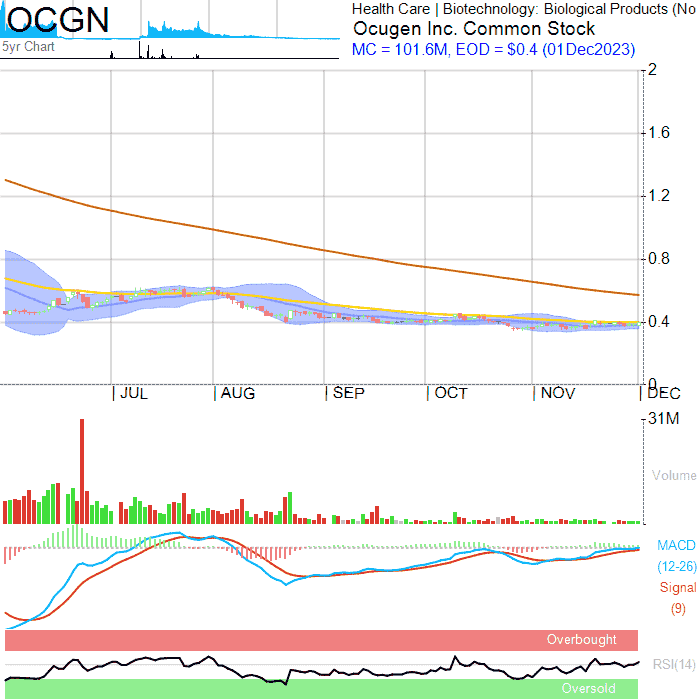 OCGN
Health Care | Biotechnology: Biological Products (No
Ocugen Inc. Common Stock
5yr Chart
MC = 101.6M, EOD = $0.4 (01Dec2023)
2
1.6
1.2
0.8
0.4
0
JUL AUG SEP OCT NOV DEC
31M
Volume
MACD
(12-26)
Signal
(9)
Overbought
RSI(14)
Oversold